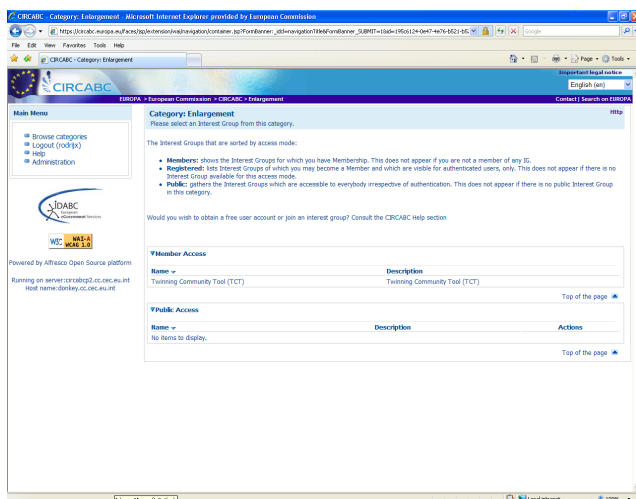 CIRCABC - Category: Enlargement - Microsoft Internet Explorer provided by European Commission
File Edit View Favorites Tools Help
Google
CIRCABC - Category: Enlargement
Page Tools
Important legal notice
CIRCABC
English (en)
EUROPA > European Commission > CIRCABC > Enlargement
Contact | Search on EUROPA
Main Menu
Browse categories
Logout (rodrijx)
Help
Administration
IDABC
European
eGovernment Services
W3C WAI-A
WCAG 1.0
Powered by Alfresco Open Source platform
Running on server:circabcp2.cc.cec.eu.int
Host name:donkey.cc.cec.eu.int
Category: Enlargement
Http
Please select an Interest Group from this category.
The Interest Groups that are sorted by access mode:
Members: shows the Interest Groups for which you have Membership. This does not appear if you are not a member of any IG.
Registered: lists Interest Groups of which you may become a Member and which are visible for authenticated users, only. This does not appear if there is no
Interest Group available for this access mode.
Public: gathers the Interest Groups which are accessible to everybody irrespective of authentication. This does not appear if there is no public Interest Group
in this category.
Would you wish to obtain a free user account or join an interest group? Consult the CIRCABC Help section
Member Access
Name Description
Twinning Community Tool (TCT) Twinning Community Tool (TCT)
Top of the page
Public Access
Name Description Actions
No items to display.
Top of the page